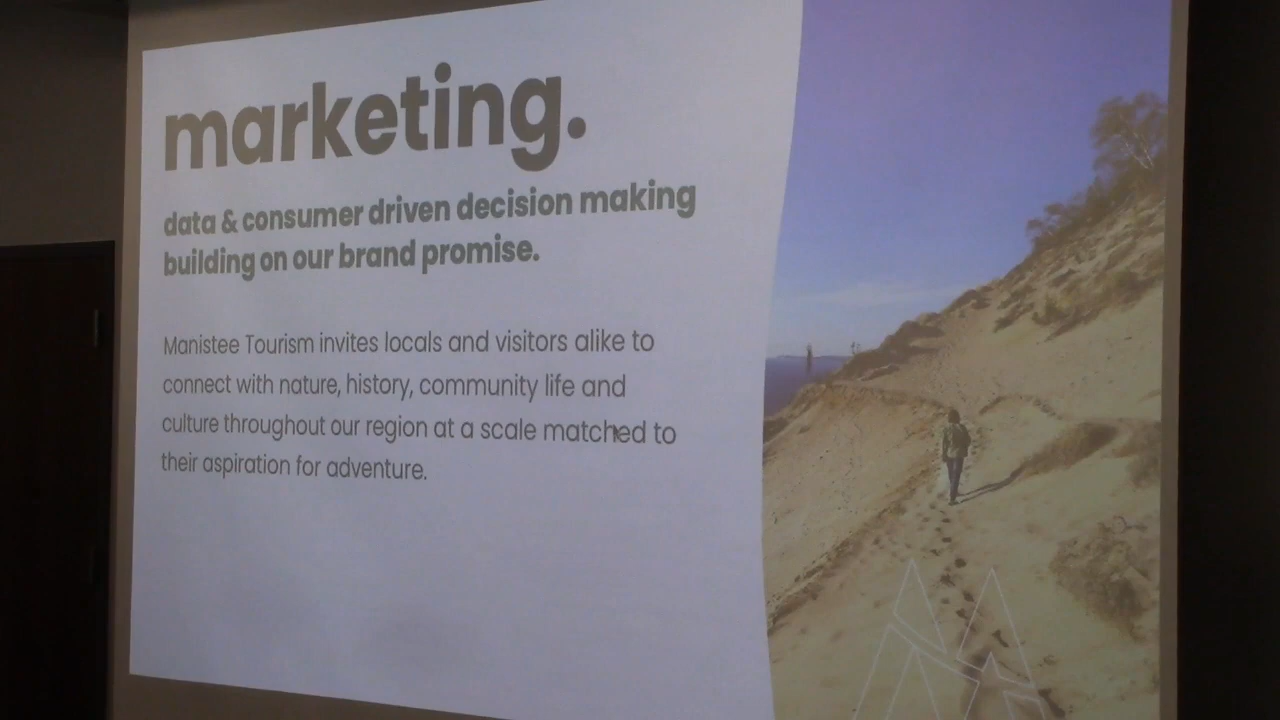 marketing.
data & consumer driven decision making
building on our brand promise.
Manistee Tourism invites locals and visitors alike to
connect with nature, history, community life and
culture throughout our region at a scale matched to
their aspiration for adventure.